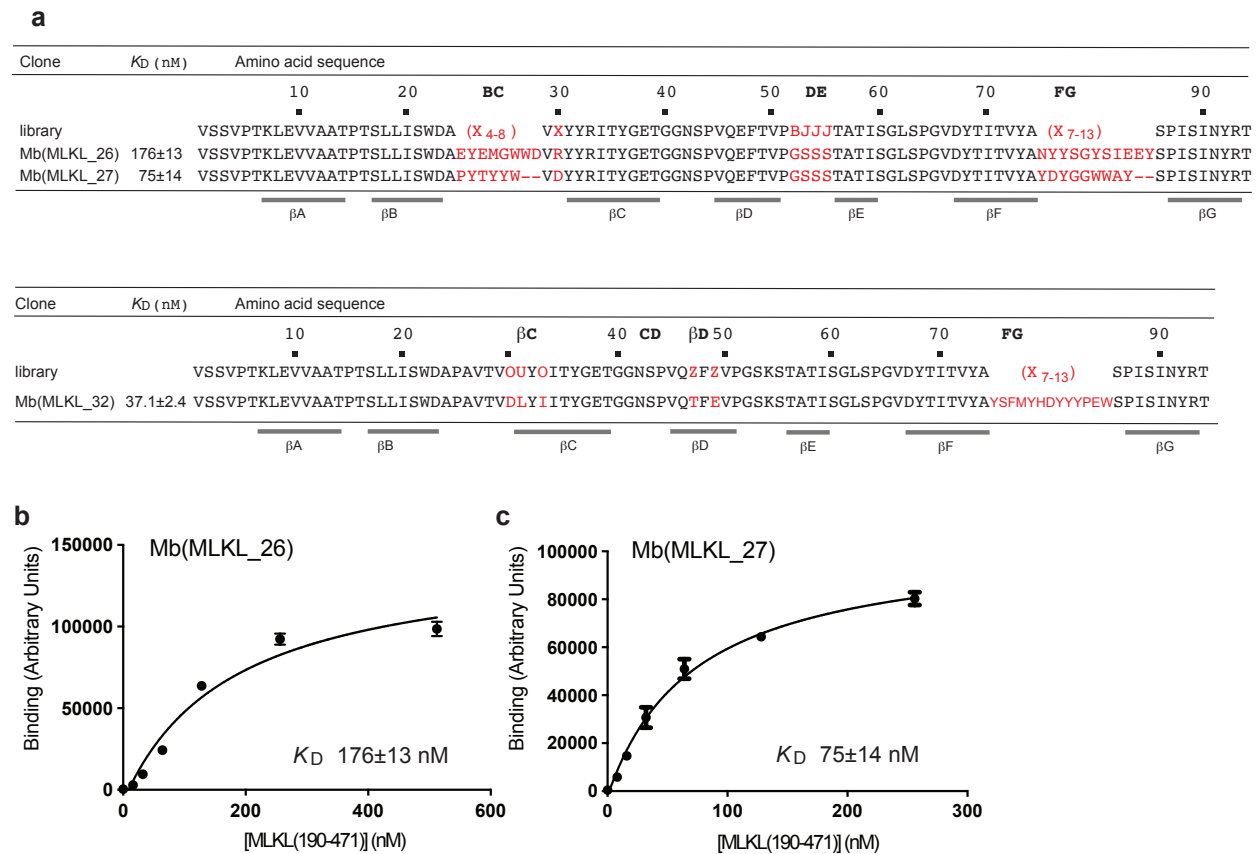 a
Clone KD (nM) Amino acid sequence
10 20 BC 30 40 50 DE 60 70 FG 90
library VSSVPTKLEVVAATPTSLLISWDA (X 4-8) VXYYRITYGETGGNSPVQEFTVPBJJJTATISGLSPGVDYTITVYA (X 7-13) SPISINYRT
Mb(MLKL_26) 176±13 VSSVPTKLEVVAATPTSLLISWDAEYEMGWWDVRYYRITYGETGGNSPVQEFTVPGSSSTATISGLSPGVDYTITVYANYYSGYSIEEYSPISINYRT
Mb(MLKL_27) 75±14 VSSVPTKLEVVAATPTSLLISWDAPYTYYW--VDYYRITYGETGGNSPVQEFTVPGSSSTATISGLSPGVDYTITVYAYDYGGWWAY--SPISINYRT
βA βB βC βD βE βF βG
Clone KD (nM) Amino acid sequence
10 20 βC 40 CD βD 50 60 70 FG 90
library VSSVPTKLEVVAATPTSLLISWDAPAVTVOUYOITYGETGGNSPVQZFZVPGSKSTATISGLSPGVDYTITVYA (X 7-13) SPISINYRT
Mb(MLKL_32) 37.1±2.4 VSSVPTKLEVVAATPTSLLISWDAPAVTVDLYIITYGETGGNSPVQTFEVPGSKSTATISGLSPGVDYTITVYAYSFMYHDYYYPEWSPISINYRT
βA βB βC βD βE βF βG
b
Mb(MLKL_26)
150000
100000
50000
0
Binding (Arbitrary Units)
KD 176±13 nM
0 200 400 600
[MLKL(190-471)] (nM)
c
Mb(MLKL_27)
100000
80000
60000
40000
20000
0
Binding (Arbitrary Units)
KD 75±14 nM
0 100 200 300
[MLKL(190-471)] (nM)